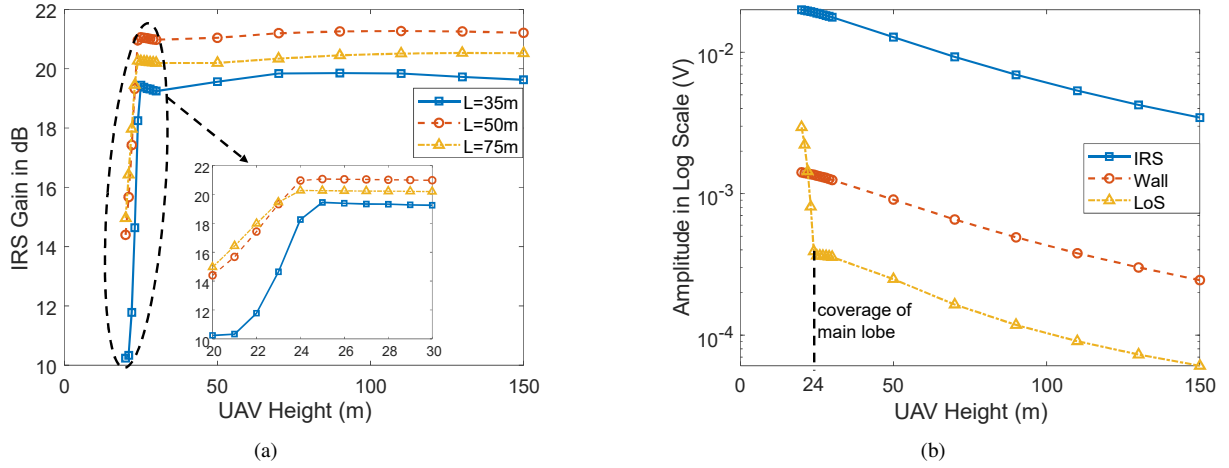 22
21
20
18
16
14
12
10
IRS Gain in dB
L=35m
L=50m
L=75m
22
20
18
16
14
12
10
20 22 24 26 28 30
0 50 100 150
UAV Height (m)
(a)
10^-2
10^-3
10^-4
Amplitude in Log Scale (V)
IRS
Wall
LoS
coverage of
main lobe
0 24 50 100 150
UAV Height (m)
(b)